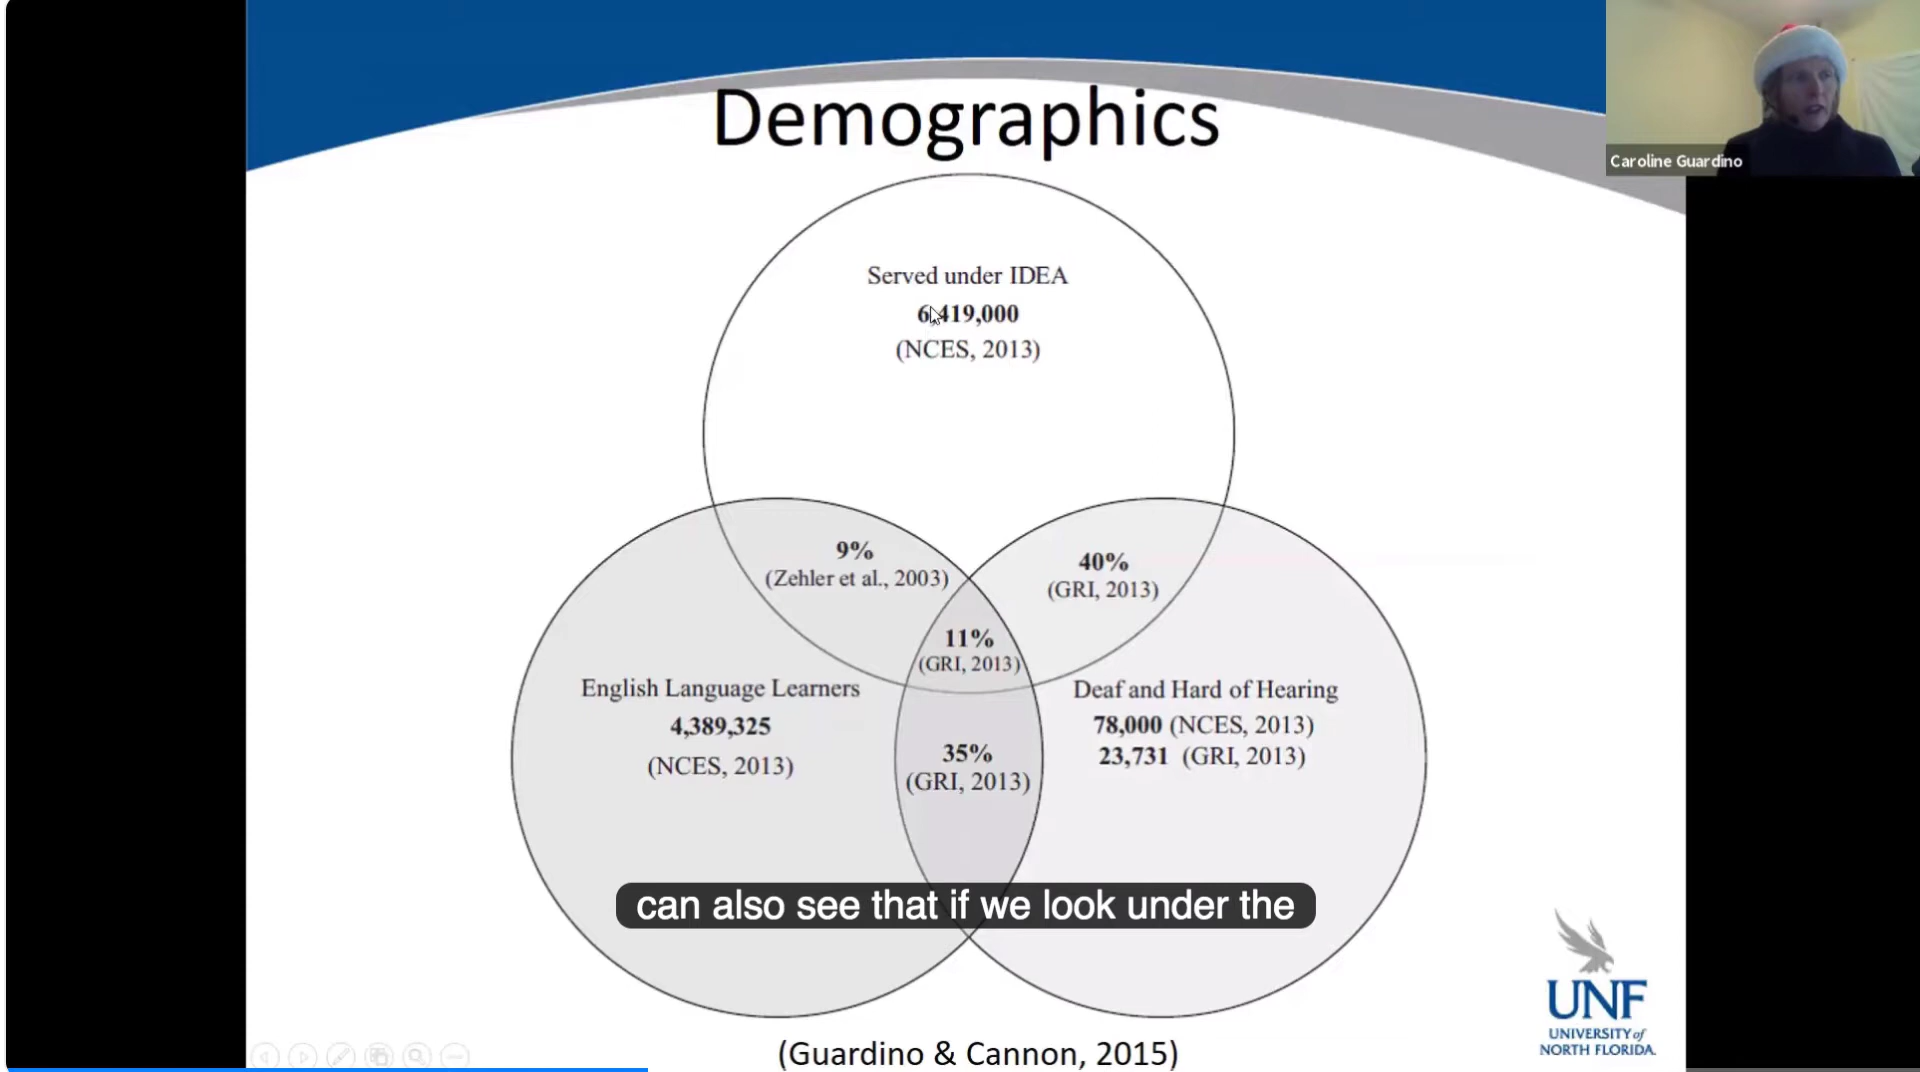 Demographics
Caroline Guardino
Served under IDEA
6,419,000
(NCES, 2013)
9%
(Zehler et al., 2003)
40%
(GRI, 2013)
11%
(GRI, 2013)
English Language Learners
4,389,325
(NCES, 2013)
Deaf and Hard of Hearing
78,000 (NCES, 2013)
23,731 (GRI, 2013)
35%
(GRI, 2013)
can also see that if we look under the
UNF
UNIVERSITY of
NORTH FLORIDA.
(Guardino & Cannon, 2015)